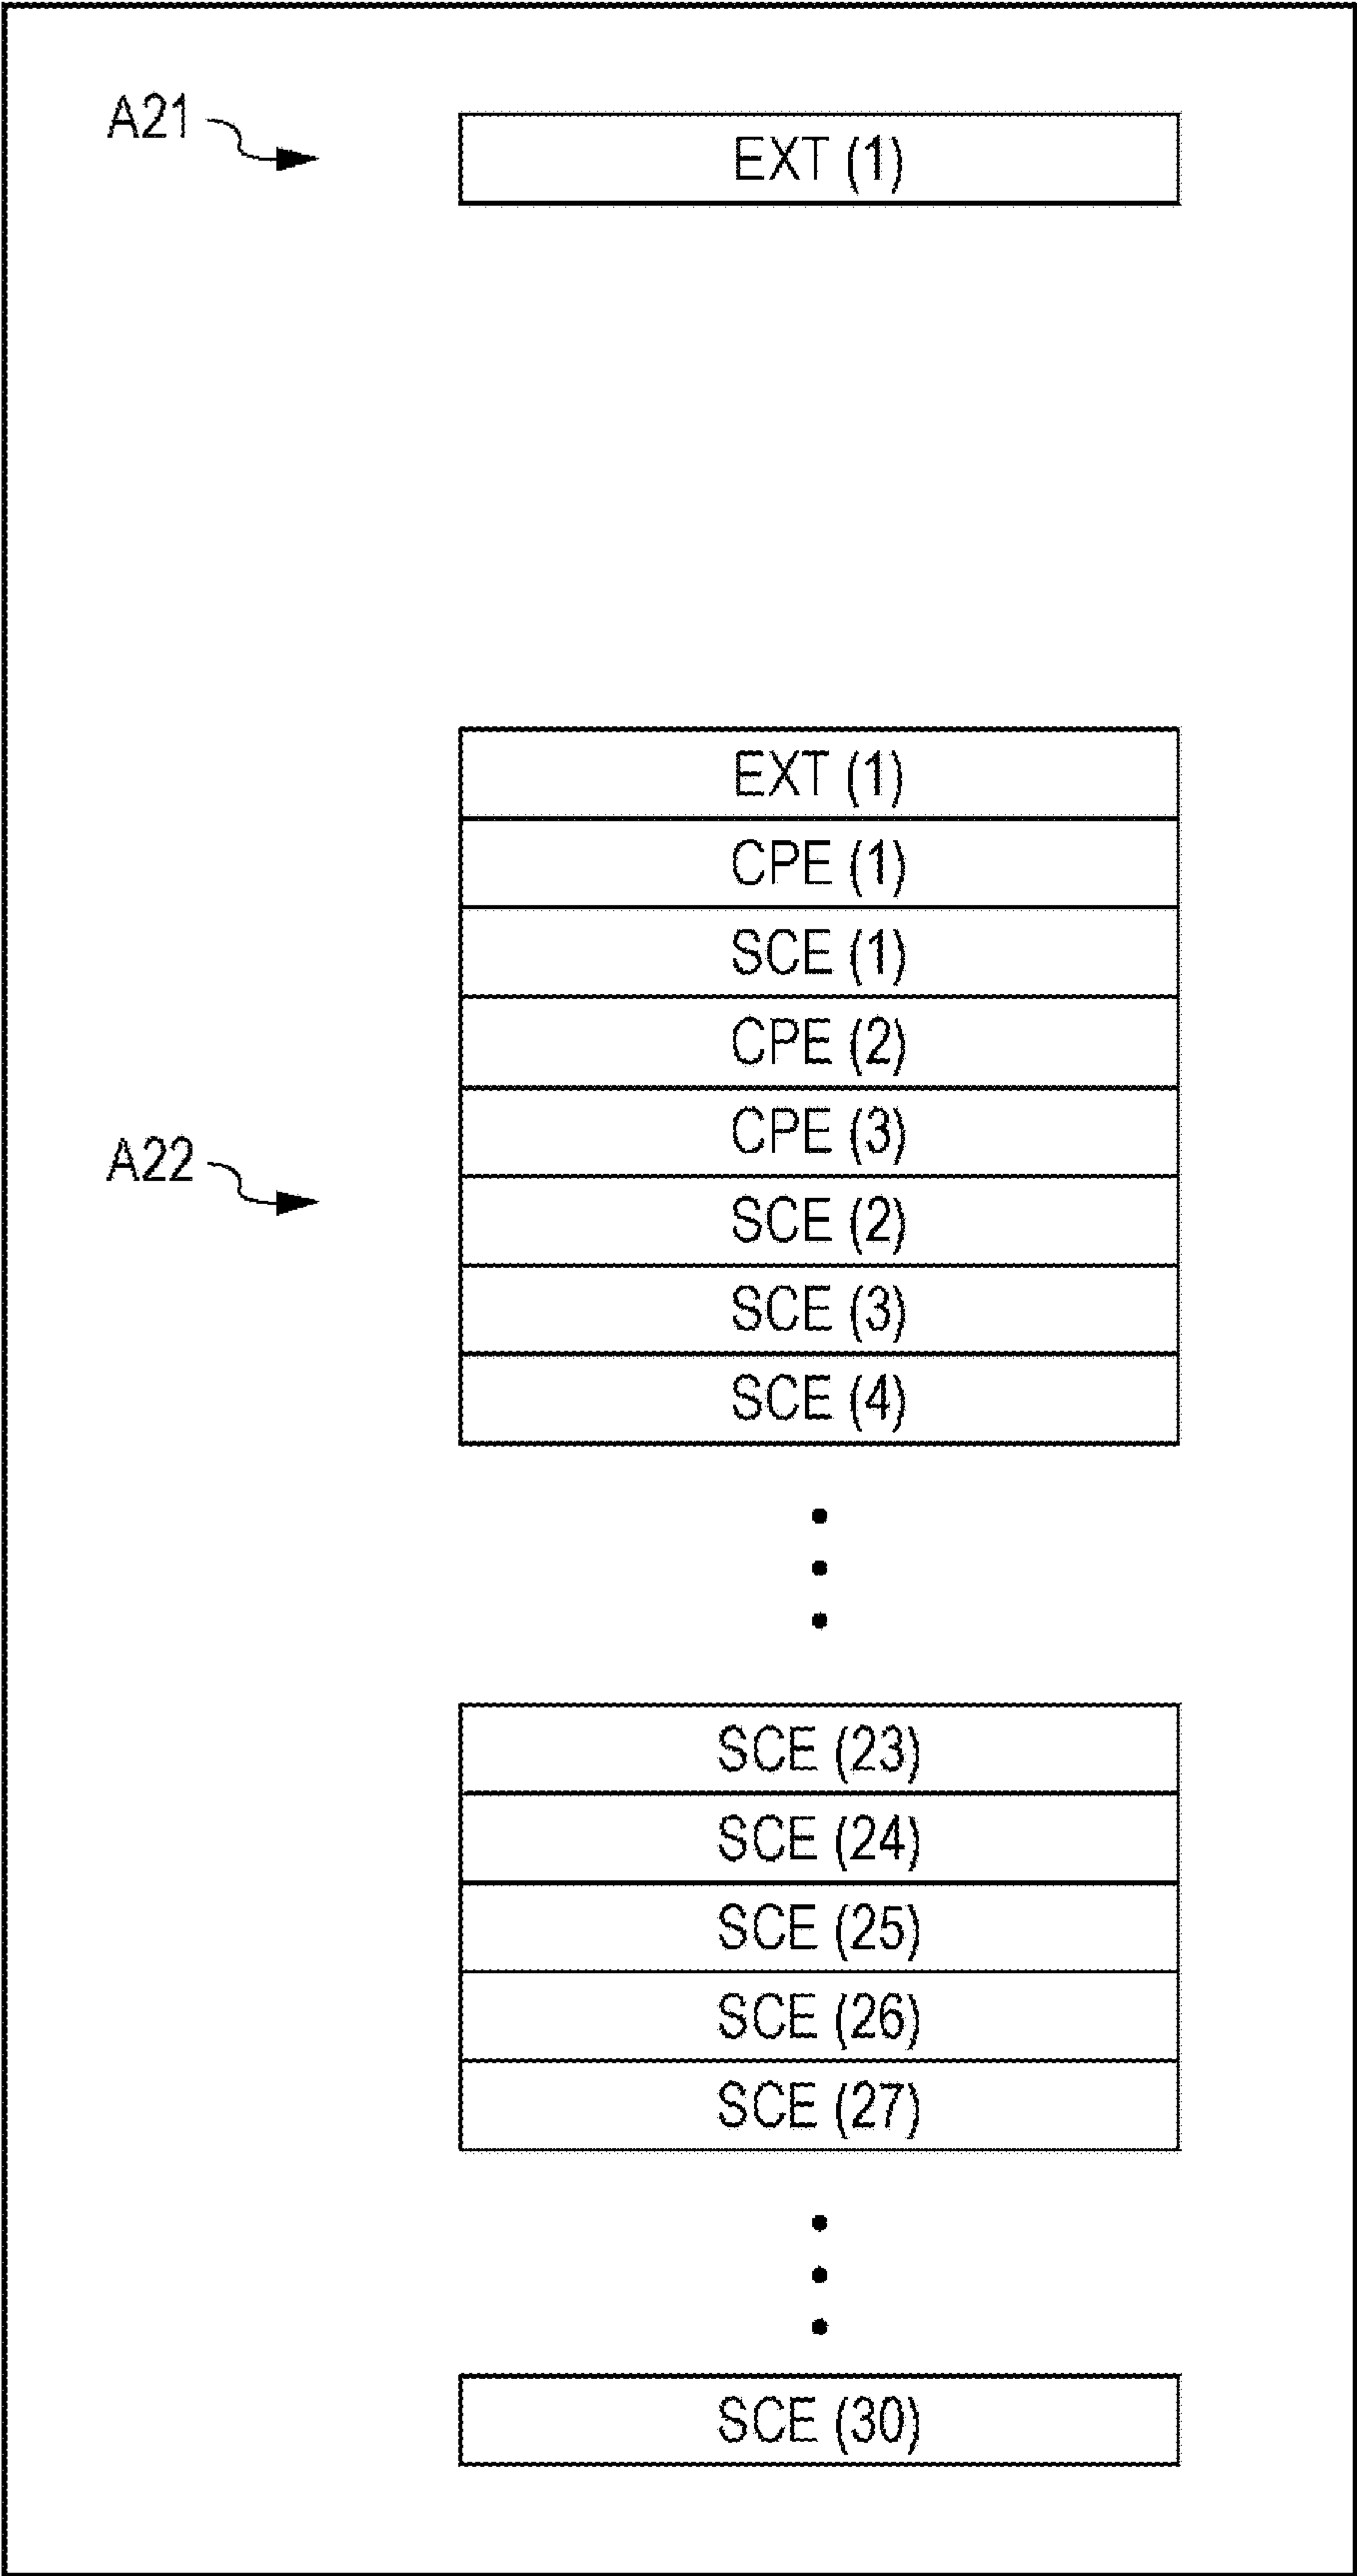 A21
EXT (1)
EXT (1)
CPE (1)
SCE (1)
CPE (2)
CPE (3)
A22
SCE (2)
SCE (3)
SCE (4)
SCE (23)
SCE (24)
SCE (25)
SCE (26)
SCE (27)
SCE (30)